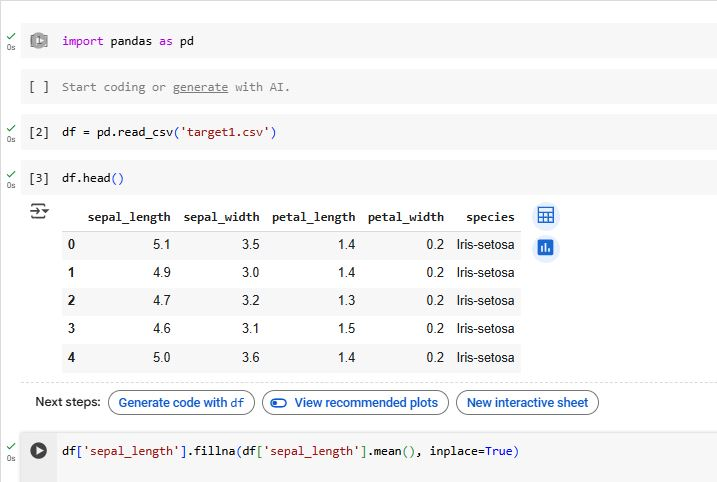 import pandas as pd
0s
[ ] Start coding or generate with AI.
[2] df = pd.read_csv('target1.csv')
0s
[3] df.head()
0s
sepal_length sepal_width petal_length petal_width species
0 5.1 3.5 1.4 0.2 Iris-setosa
1 4.9 3.0 1.4 0.2 Iris-setosa
2 4.7 3.2 1.3 0.2 Iris-setosa
3 4.6 3.1 1.5 0.2 Iris-setosa
4 5.0 3.6 1.4 0.2 Iris-setosa
Next steps: Generate code with df View recommended plots New interactive sheet
df['sepal_length'].fillna(df['sepal_length'].mean(), inplace=True)
0s